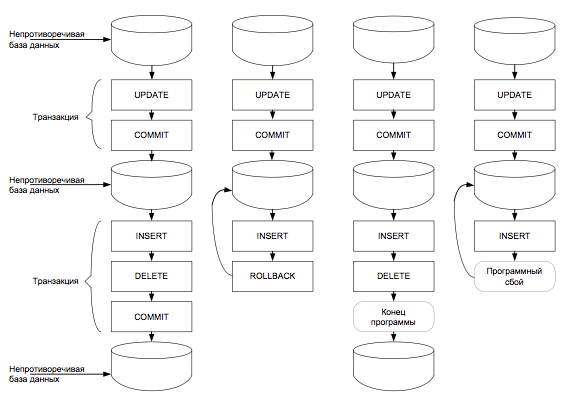 Непротиворечивая
база данных
UPDATE
UPDATE
UPDATE
UPDATE
Транзакция
COMMIT
COMMIT
COMMIT
COMMIT
Непротиворечивая
база данных
INSERT
INSERT
INSERT
INSERT
Транзакция
DELETE
ROLLBACK
DELETE
Программный
сбой
COMMIT
Конец
программы
Непротиворечивая
база данных